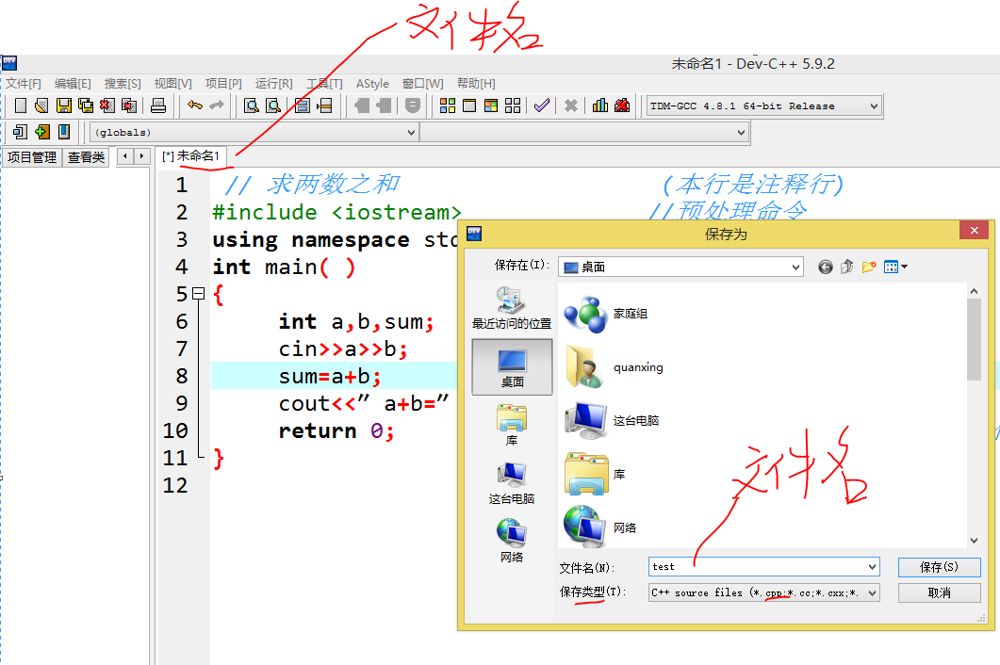 文件名
未命名1 - Dev-C++ 5.9.2
文件[F] 编辑[E] 搜索[S] 视图[V] 项目[P] 运行[R] 工具[T] AStyle 窗口[W] 帮助[H]
TDM-GCC 4.8.1 64-bit Release
(globals)
项目管理 查看类 [*] 未命名1
1 // 求两数之和 (本行是注释行)
2 #include <iostream> //预处理命令
3 using namespace std
4 int main( )
5 {
6 int a,b,sum;
7 cin>>a>>b;
8 sum=a+b;
9 cout<<” a+b=”
10 return 0;
11 }
12
保存为
保存在(I): 桌面
最近访问的位置
桌面
库
这台电脑
网络
家庭组
quanxing
这台电脑
库
网络
文件名
文件名(N): test 保存(S)
保存类型(T): C++ source files (*.cpp;*.cc;*.cxx;*. 取消